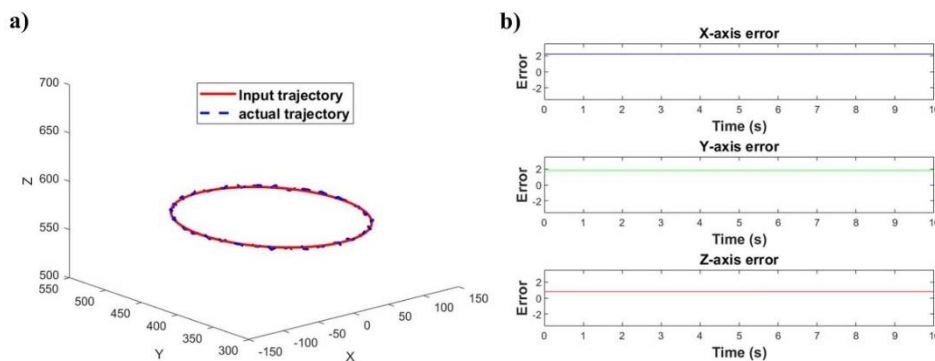 a)
700
650
600
550
500
Z
Input trajectory
actual trajectory
550
500
450
400
350
300
Y
-150
-100
-50
0
50
100
150
X
b)
X-axis error
Error
2
0
-2
0 1 2 3 4 5 6 7 8 9 10
Time (s)
Y-axis error
Error
2
0
-2
0 1 2 3 4 5 6 7 8 9 10
Time (s)
Z-axis error
Error
2
0
-2
0 1 2 3 4 5 6 7 8 9 10
Time (s)